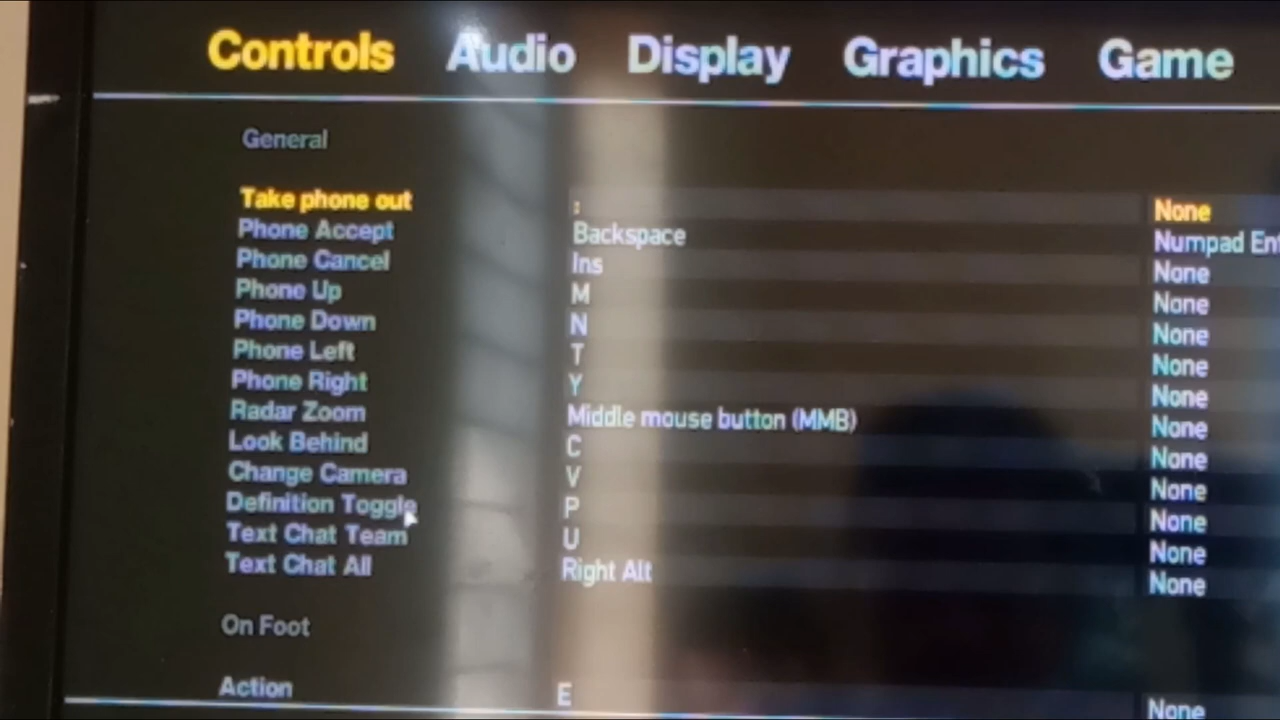 Controls Audio Display Graphics Game
General
Take phone out : None
Phone Accept Backspace Numpad Ent
Phone Cancel Ins None
Phone Up M None
Phone Down N None
Phone Left T None
Phone Right Y None
Radar Zoom Middle mouse button (MMB) None
Look Behind C None
Change Camera V None
Definition Toggle P None
Text Chat Team U None
Text Chat All Right Alt None
On Foot
Action E None